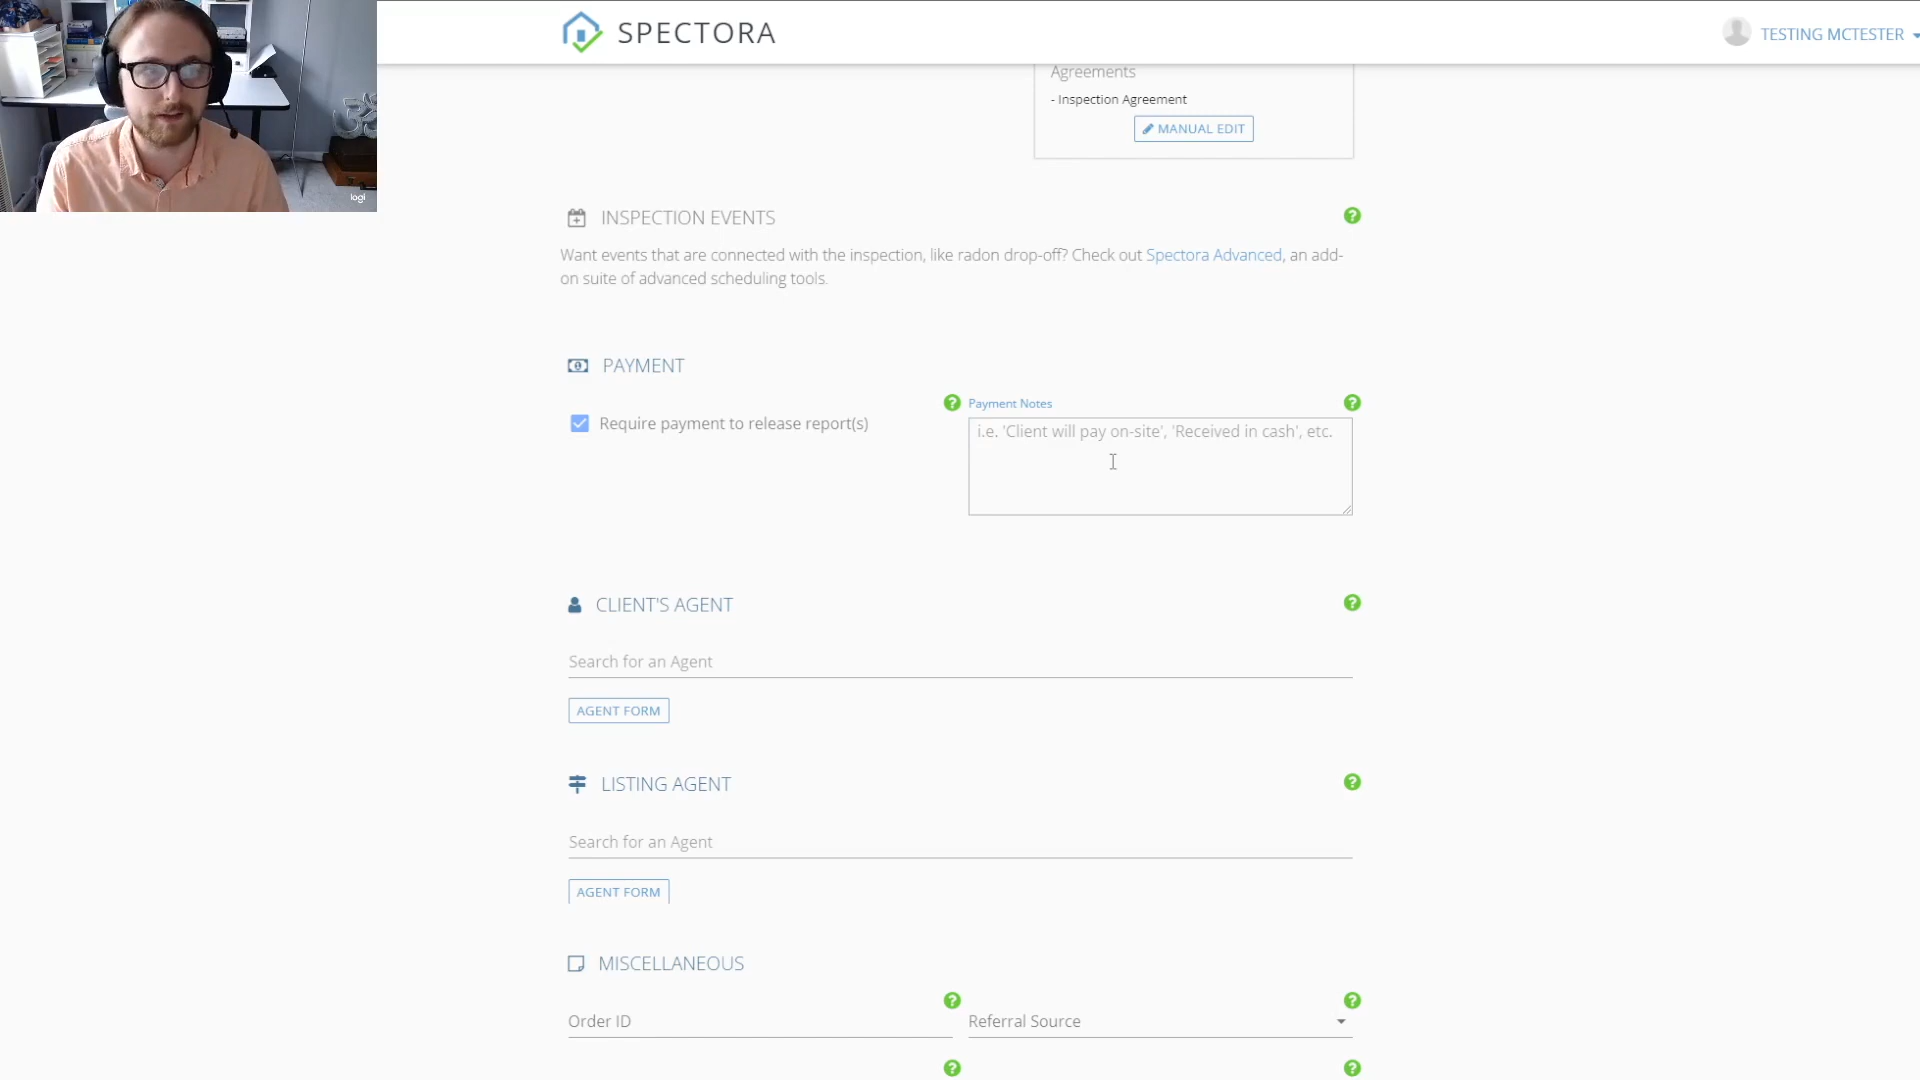 SPECTORA
TESTING MCTESTER
Agreements
- Inspection Agreement
MANUAL EDIT
logi
INSPECTION EVENTS
Want events that are connected with the inspection, like radon drop-off? Check out Spectora Advanced, an add-
on suite of advanced scheduling tools.
PAYMENT
Require payment to release report(s)
Payment Notes
i.e. 'Client will pay on-site', 'Received in cash', etc.
CLIENT'S AGENT
Search for an Agent
AGENT FORM
LISTING AGENT
Search for an Agent
AGENT FORM
MISCELLANEOUS
Order ID
Referral Source